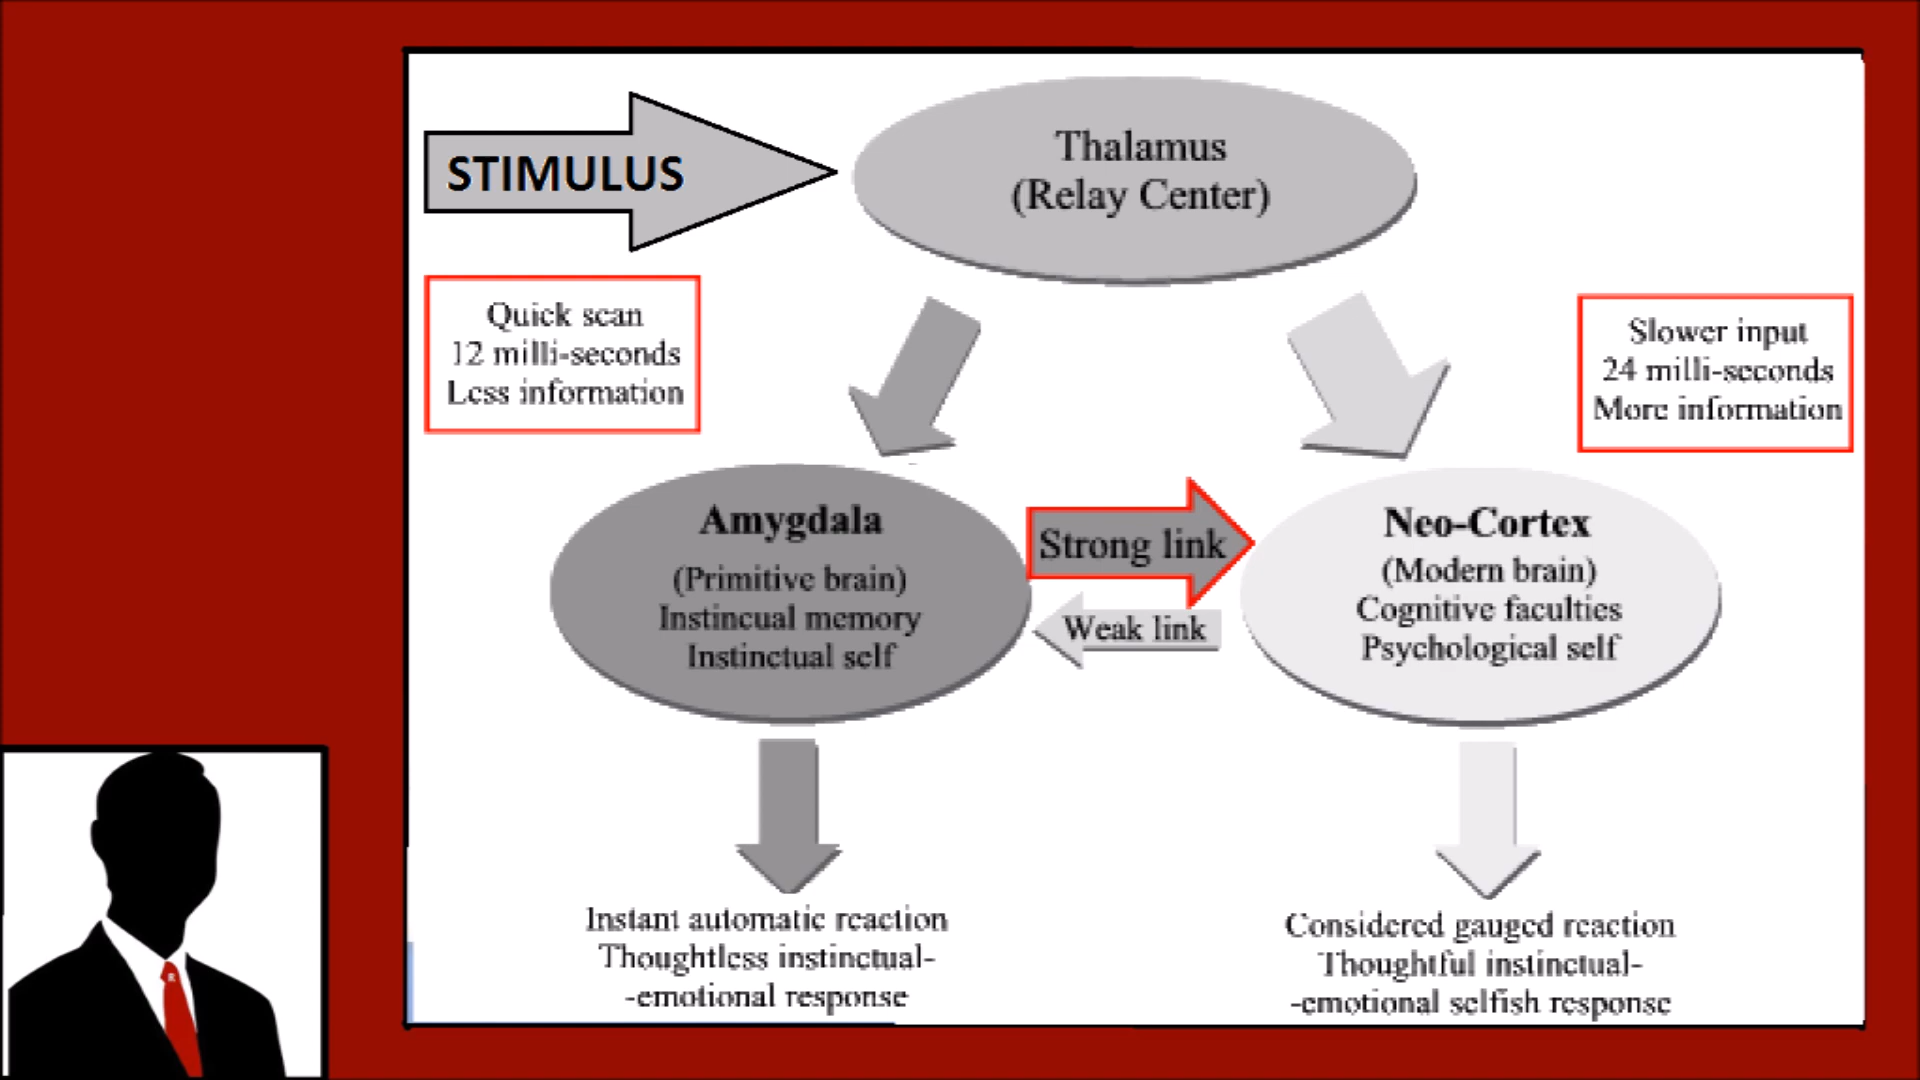 STIMULUS
Thalamus
(Relay Center)
Quick scan
12 milli-seconds
Less information
Slower input
24 milli-seconds
More information
Amygdala
(Primitive brain)
Instincual memory
Instinctual self
Strong link
Weak link
Neo-Cortex
(Modern brain)
Cognitive faculties
Psychological self
Instant automatic reaction
Thoughtless instinctual-
-emotional response
Considered gauged reaction
Thoughtful instinctual-
-emotional selfish response
R